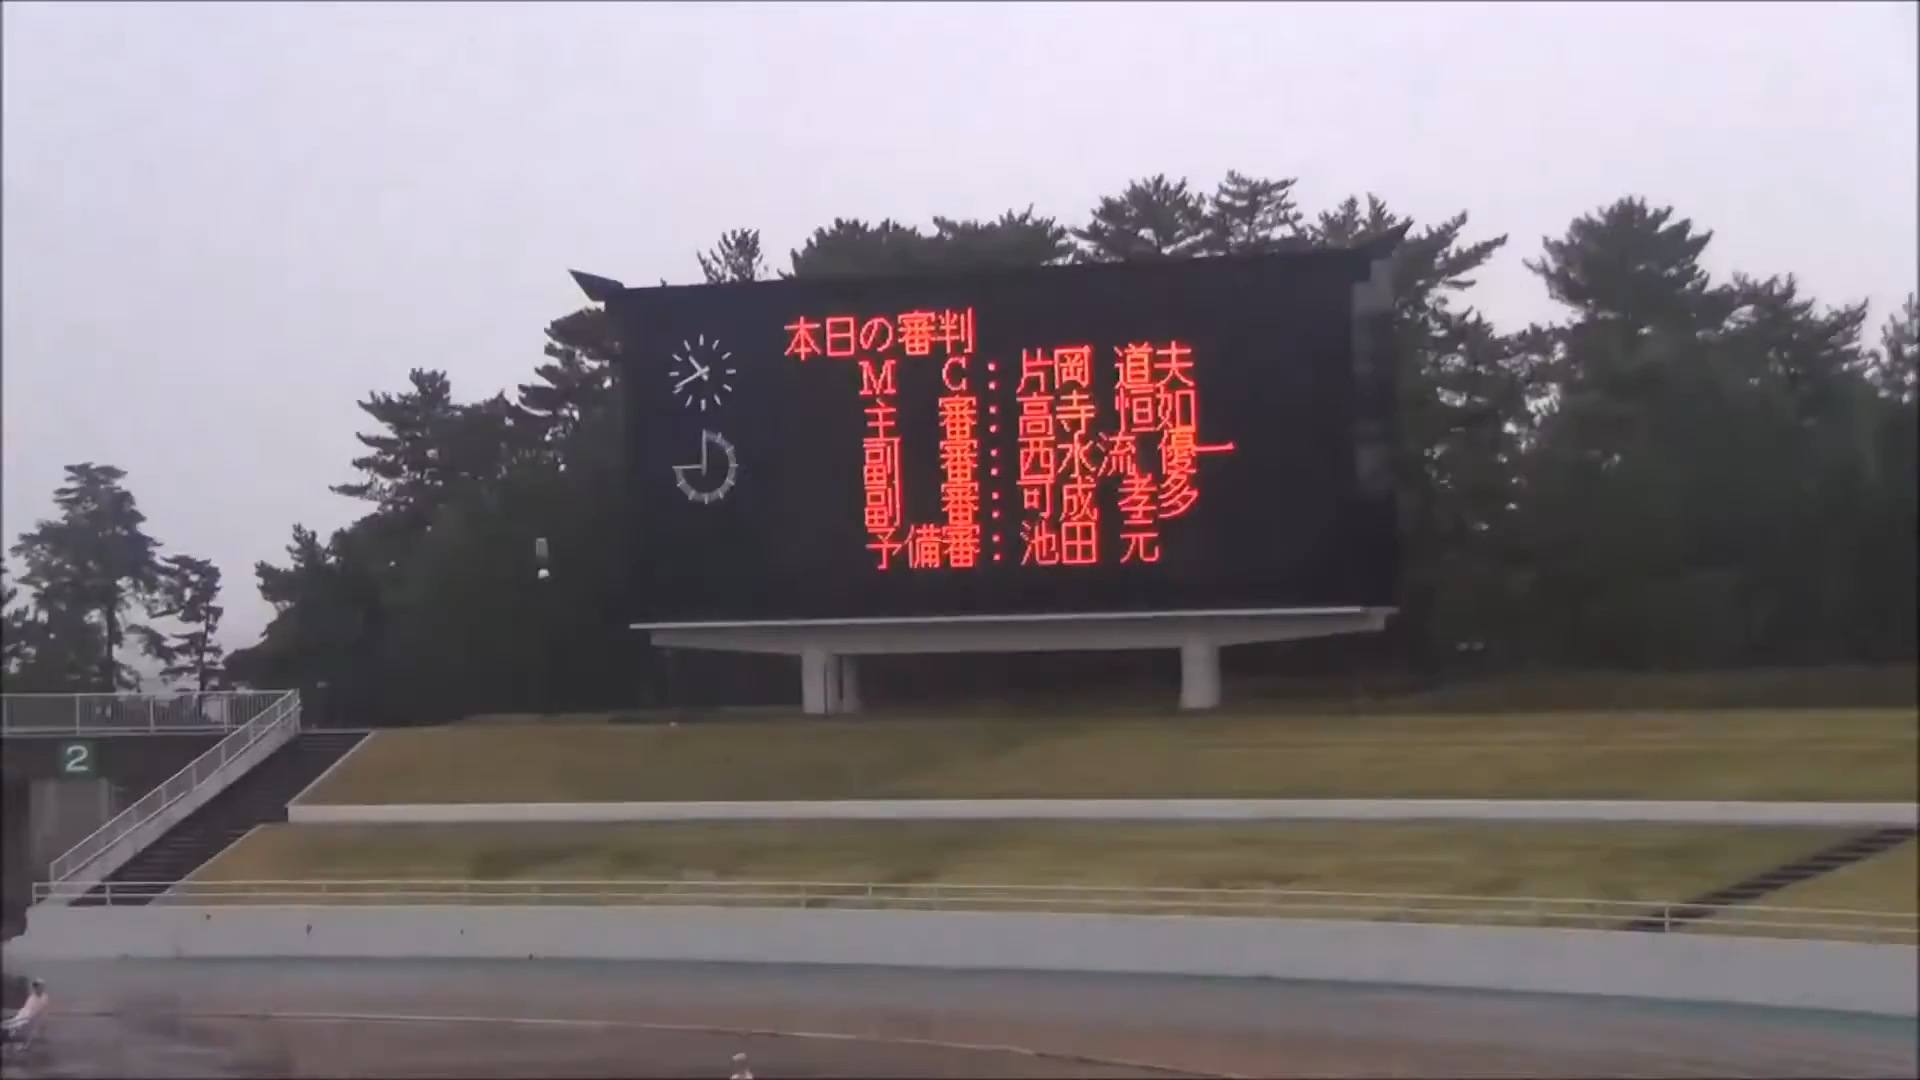 本日の審判
M C：片岡 道夫
主 審：高寺 恒如
副 審：西水流 優一
副 審：可成 孝多
予備審：池田 元
2